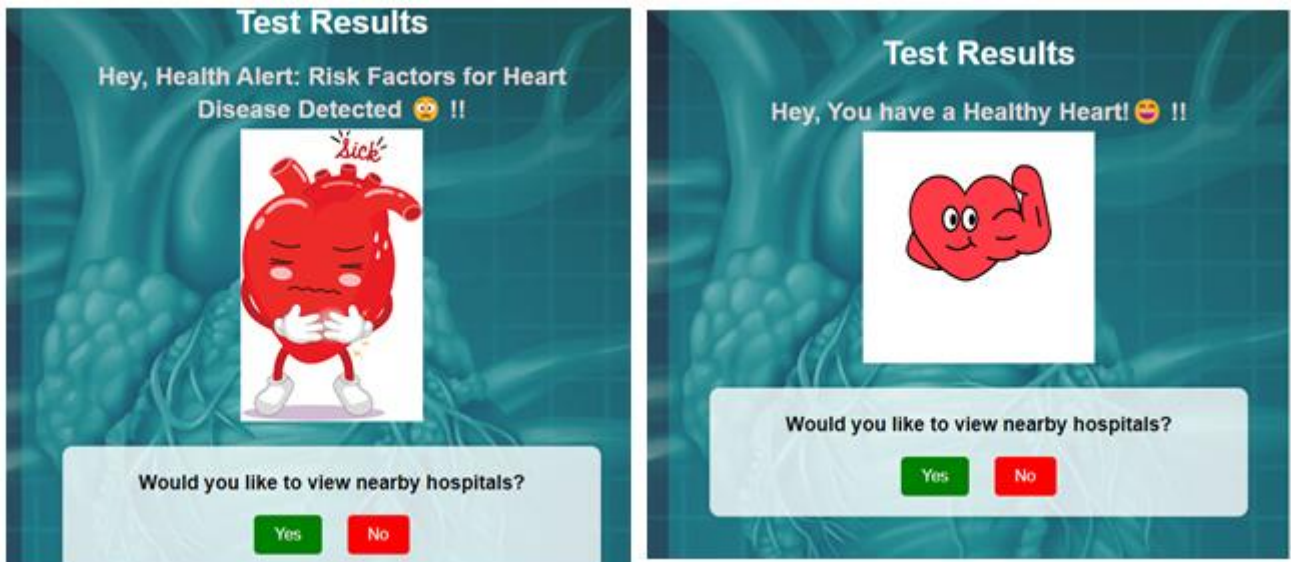 Test Results
Hey, Health Alert: Risk Factors for Heart
Disease Detected 😳 !!
Sick
Would you like to view nearby hospitals?
Yes No
Test Results
Hey, You have a Healthy Heart!🤩 !!
Would you like to view nearby hospitals?
Yes No